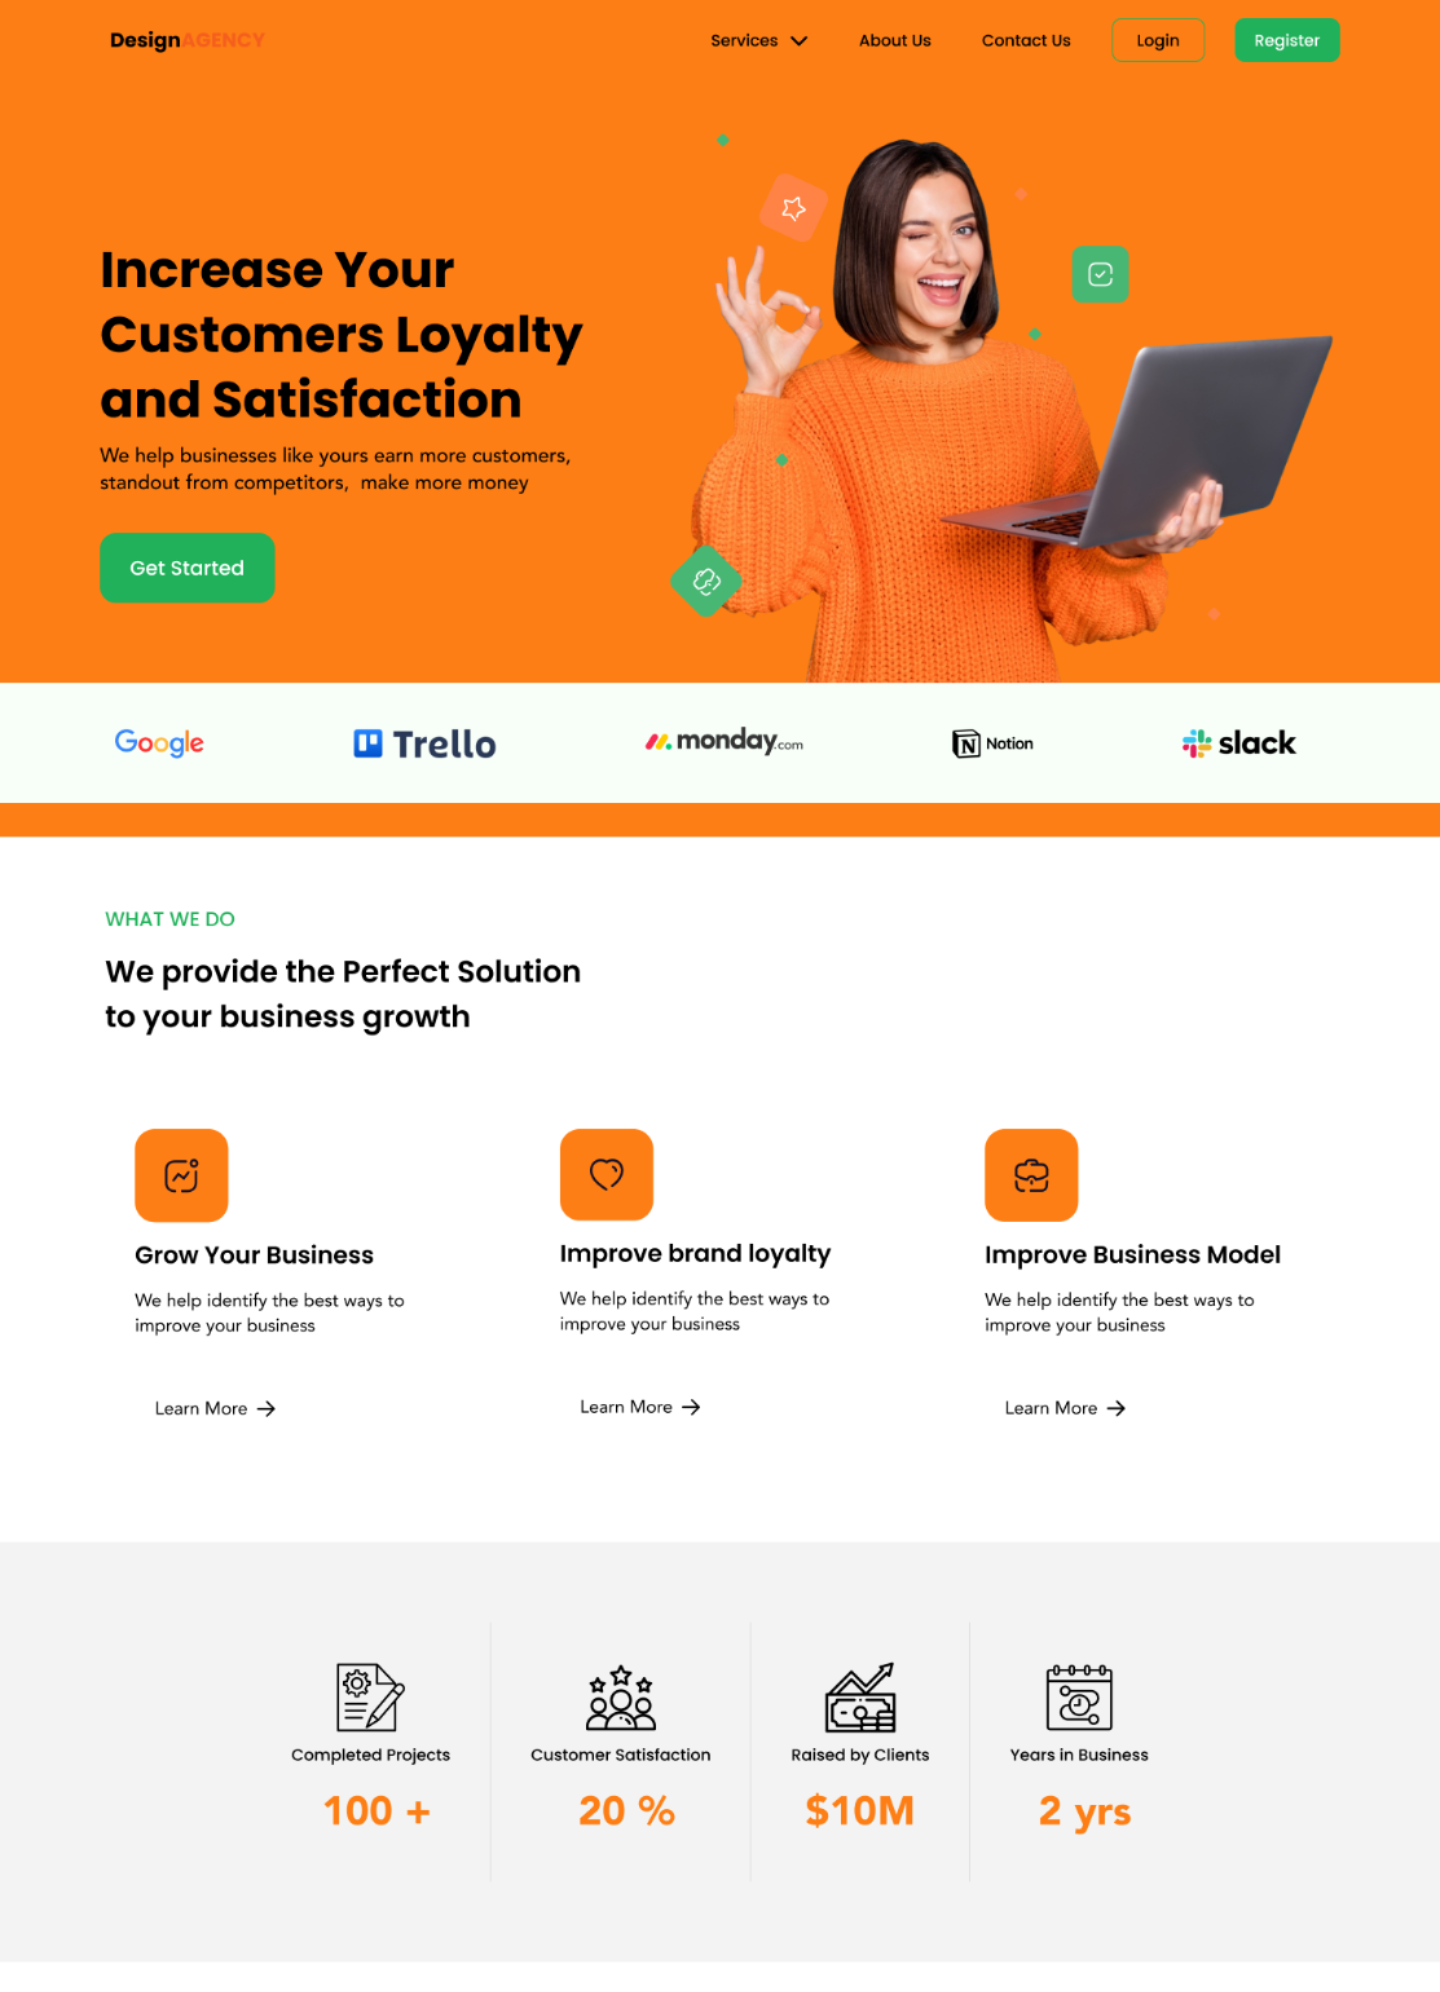 DesignAGENCY
Services
About Us
Contact Us
Login
Register
Increase Your
Customers Loyalty
and Satisfaction
We help businesses like yours earn more customers,
standout from competitors,  make more money
Get Started
Google
Trello
monday.com
Notion
slack
WHAT WE DO
We provide the Perfect Solution
to your business growth
Grow Your Business
We help identify the best ways to
improve your business
Learn More
Improve brand loyalty
We help identify the best ways to
improve your business
Learn More
Improve Business Model
We help identify the best ways to
improve your business
Learn More
Completed Projects
100 +
Customer Satisfaction
20 %
Raised by Clients
$10M
Years in Business
2 yrs